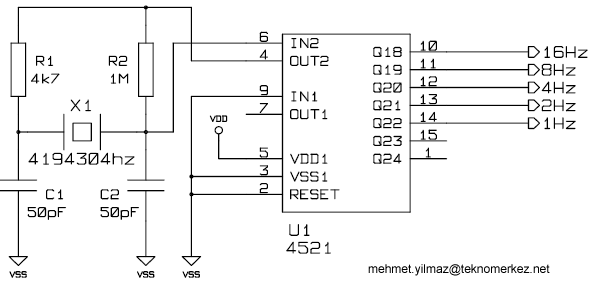 R1
4k7
R2
1M
X1
4194304hz
C1
50pF
C2
50pF
VSS
VSS
VSS
VDD
6 IN2
4 OUT2
9 IN1
7 OUT1
5 VDD1
3 VSS1
2 RESET
Q18 10 16Hz
Q19 11 8Hz
Q20 12 4Hz
Q21 13 2Hz
Q22 14 1Hz
Q23 15
Q24 1
U1
4521
mehmet.yilmaz@teknomerkez.net